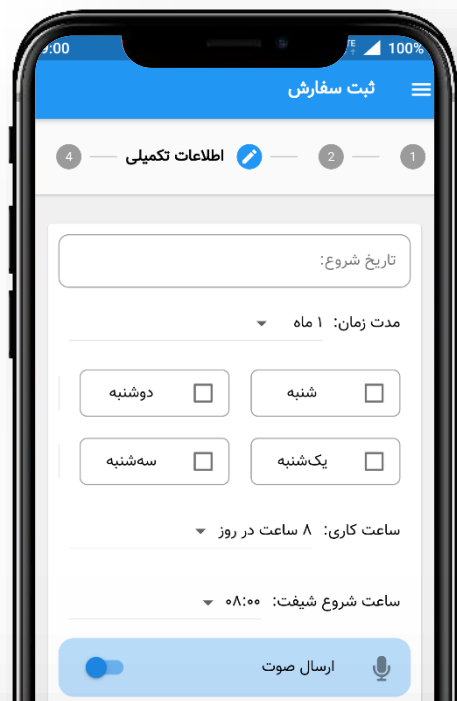 9:00 100%
ثبت سفارش
1 2 اطلاعات تکمیلی 4
تاریخ شروع:
مدت زمان: ۱ ماه
شنبه دوشنبه
یک‌شنبه سه‌شنبه
ساعت کاری: ۸ ساعت در روز
ساعت شروع شیفت: ۰۸:۰۰
ارسال صوت